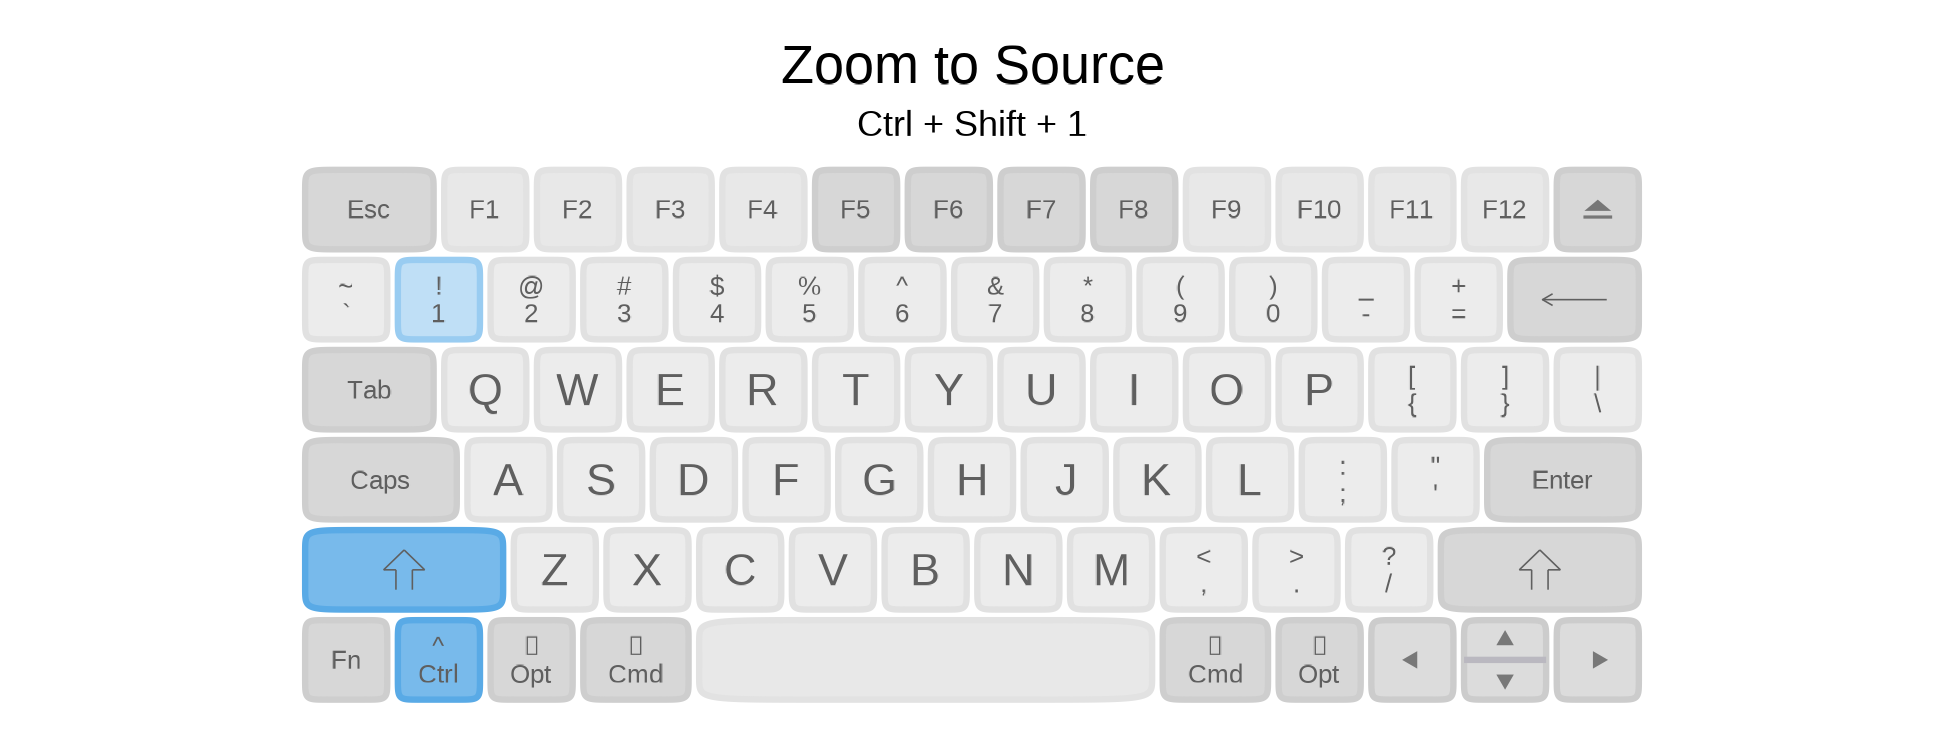 Zoom to Source
Ctrl + Shift + 1
Esc F1 F2 F3 F4 F5 F6 F7 F8 F9 F10 F11 F12
~ ! @ # $ % ^ & * ( ) _ +
` 1 2 3 4 5 6 7 8 9 0 - =
Tab Q W E R T Y U I O P [ ] |
{ } \
Caps A S D F G H J K L : " Enter
; '
Z X C V B N M < > ?
, . /
Fn ^ Ctrl Opt Cmd Cmd Opt